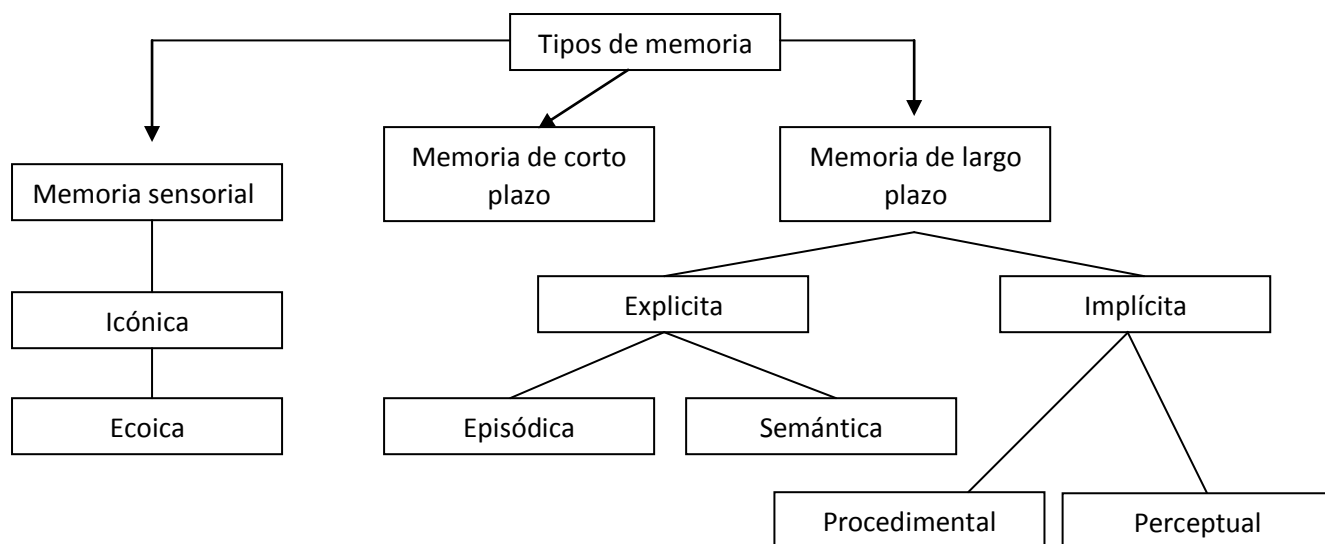 Tipos de memoria
Memoria sensorial
Memoria de corto
plazo
Memoria de largo
plazo
Icónica
Explicita
Implícita
Ecoica
Episódica
Semántica
Procedimental
Perceptual